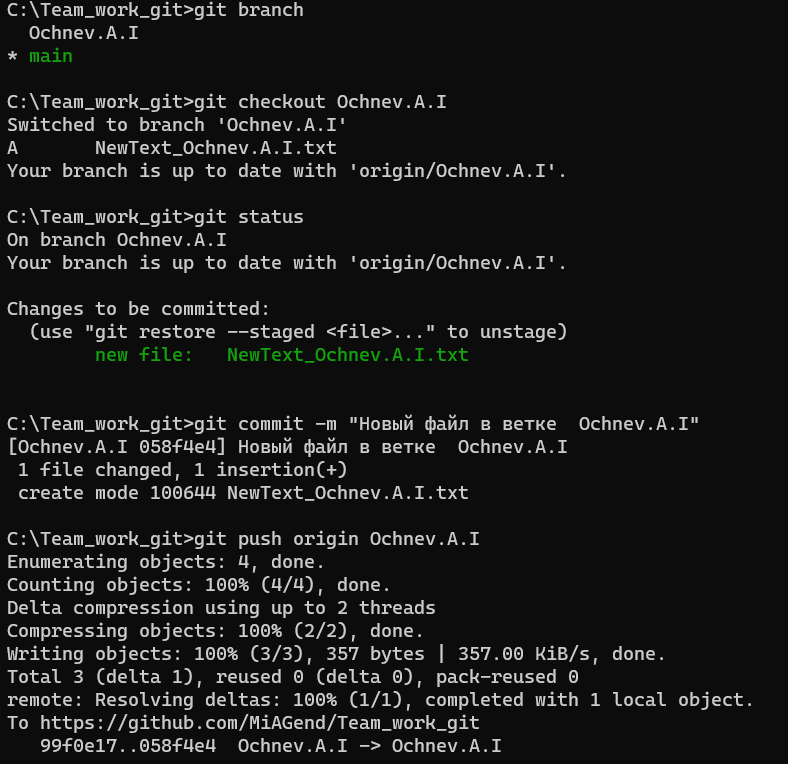 C:\Team_work_git>git branch
  Ochnev.A.I
* main
C:\Team_work_git>git checkout Ochnev.A.I
Switched to branch 'Ochnev.A.I'
A       NewText_Ochnev.A.I.txt
Your branch is up to date with 'origin/Ochnev.A.I'.
C:\Team_work_git>git status
On branch Ochnev.A.I
Your branch is up to date with 'origin/Ochnev.A.I'.
Changes to be committed:
  (use "git restore --staged <file>..." to unstage)
        new file:   NewText_Ochnev.A.I.txt
C:\Team_work_git>git commit -m "Новый файл в ветке  Ochnev.A.I"
[Ochnev.A.I 058f4e4] Новый файл в ветке  Ochnev.A.I
 1 file changed, 1 insertion(+)
 create mode 100644 NewText_Ochnev.A.I.txt
C:\Team_work_git>git push origin Ochnev.A.I
Enumerating objects: 4, done.
Counting objects: 100% (4/4), done.
Delta compression using up to 2 threads
Compressing objects: 100% (2/2), done.
Writing objects: 100% (3/3), 357 bytes | 357.00 KiB/s, done.
Total 3 (delta 1), reused 0 (delta 0), pack-reused 0
remote: Resolving deltas: 100% (1/1), completed with 1 local object.
To https://github.com/MiAGend/Team_work_git
   99f0e17..058f4e4  Ochnev.A.I -> Ochnev.A.I